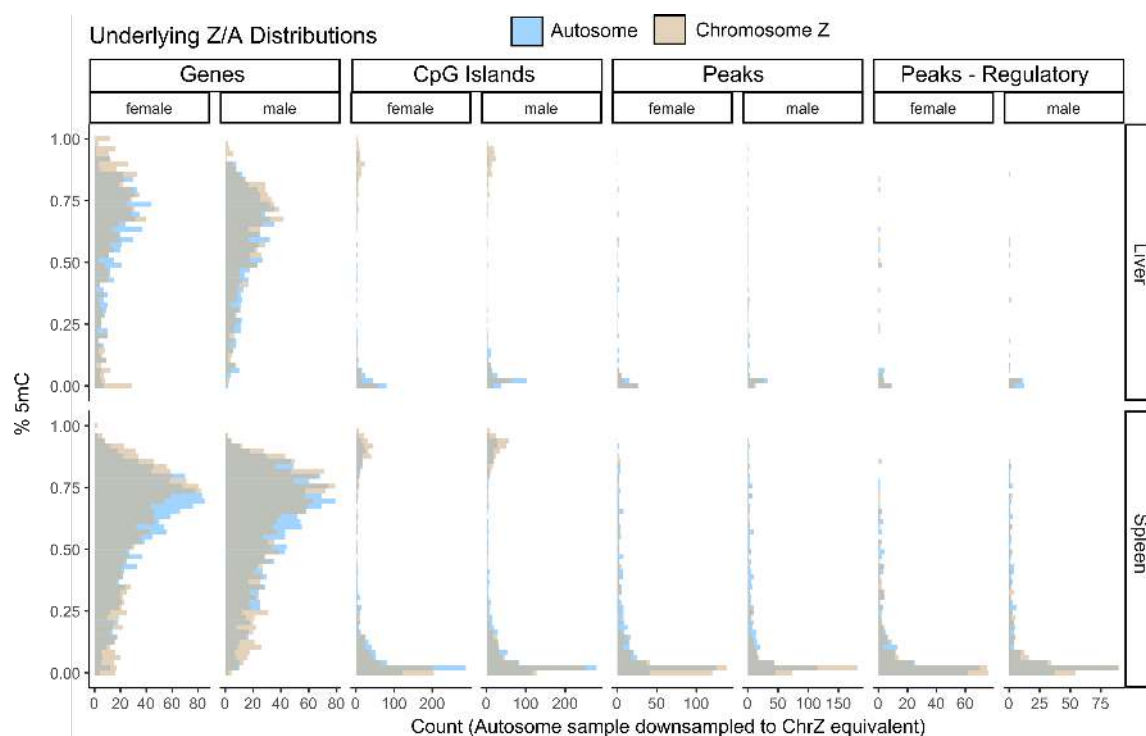 Underlying Z/A Distributions
Autosome Chromosome Z
Genes CpG Islands Peaks Peaks - Regulatory
female male female male female male female male
1.00
0.75
0.50
0.25
0.00
Liver
% 5mC
1.00
0.75
0.50
0.25
0.00
Spleen
0 20 40 60 80 0 20 40 60 80 0 100 200 0 100 200 0 50 100 150 0 50 100 150 0 25 50 75 0 25 50 75
Count (Autosome sample downsampled to ChrZ equivalent)